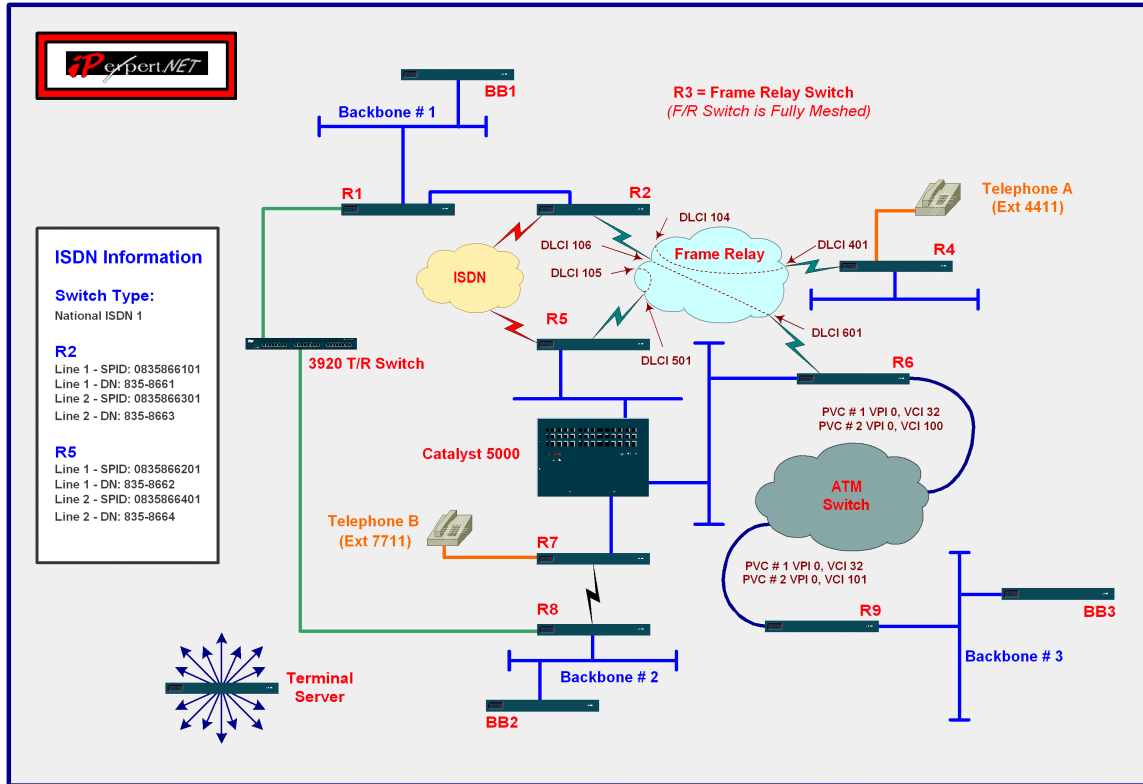 iPexpert.NET
BB1
Backbone # 1
R3 = Frame Relay Switch
(F/R Switch is Fully Meshed)
R1
R2
Telephone A
(Ext 4411)
DLCI 104
DLCI 106
DLCI 105
Frame Relay
DLCI 401
R4
ISDN Information
Switch Type:
National ISDN 1
R2
Line 1 - SPID: 0835866101
Line 1 - DN: 835-8661
Line 2 - SPID: 0835866301
Line 2 - DN: 835-8663
R5
Line 1 - SPID: 0835866201
Line 1 - DN: 835-8662
Line 2 - SPID: 0835866401
Line 2 - DN: 835-8664
ISDN
R5
DLCI 501
DLCI 601
3920 T/R Switch
R6
PVC # 1 VPI 0, VCI 32
PVC # 2 VPI 0, VCI 100
Catalyst 5000
ATM
Switch
Telephone B
(Ext 7711)
R7
PVC # 1 VPI 0, VCI 32
PVC # 2 VPI 0, VCI 101
R8
R9
BB3
Backbone # 3
Backbone # 2
BB2
Terminal
Server